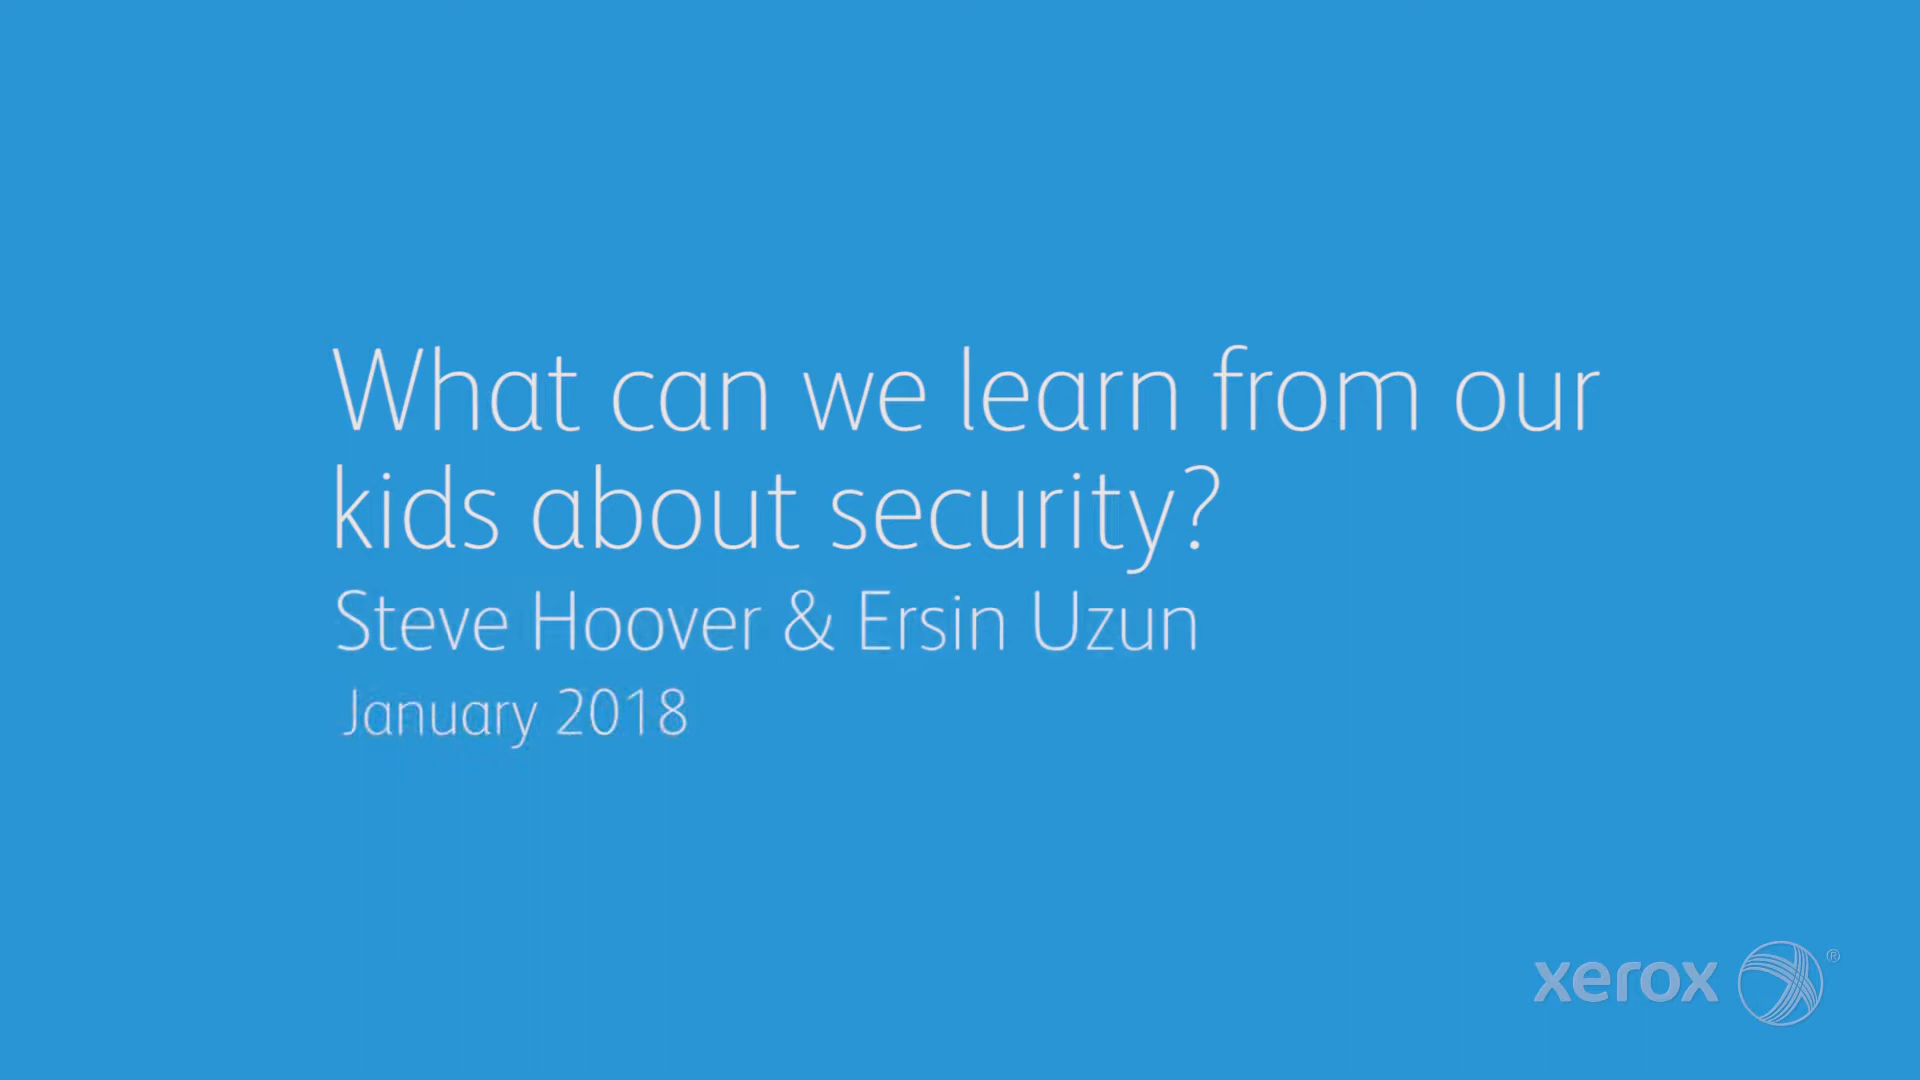 What can we learn from our
kids about security?
Steve Hoover & Ersin Uzun
January 2018
xerox ®